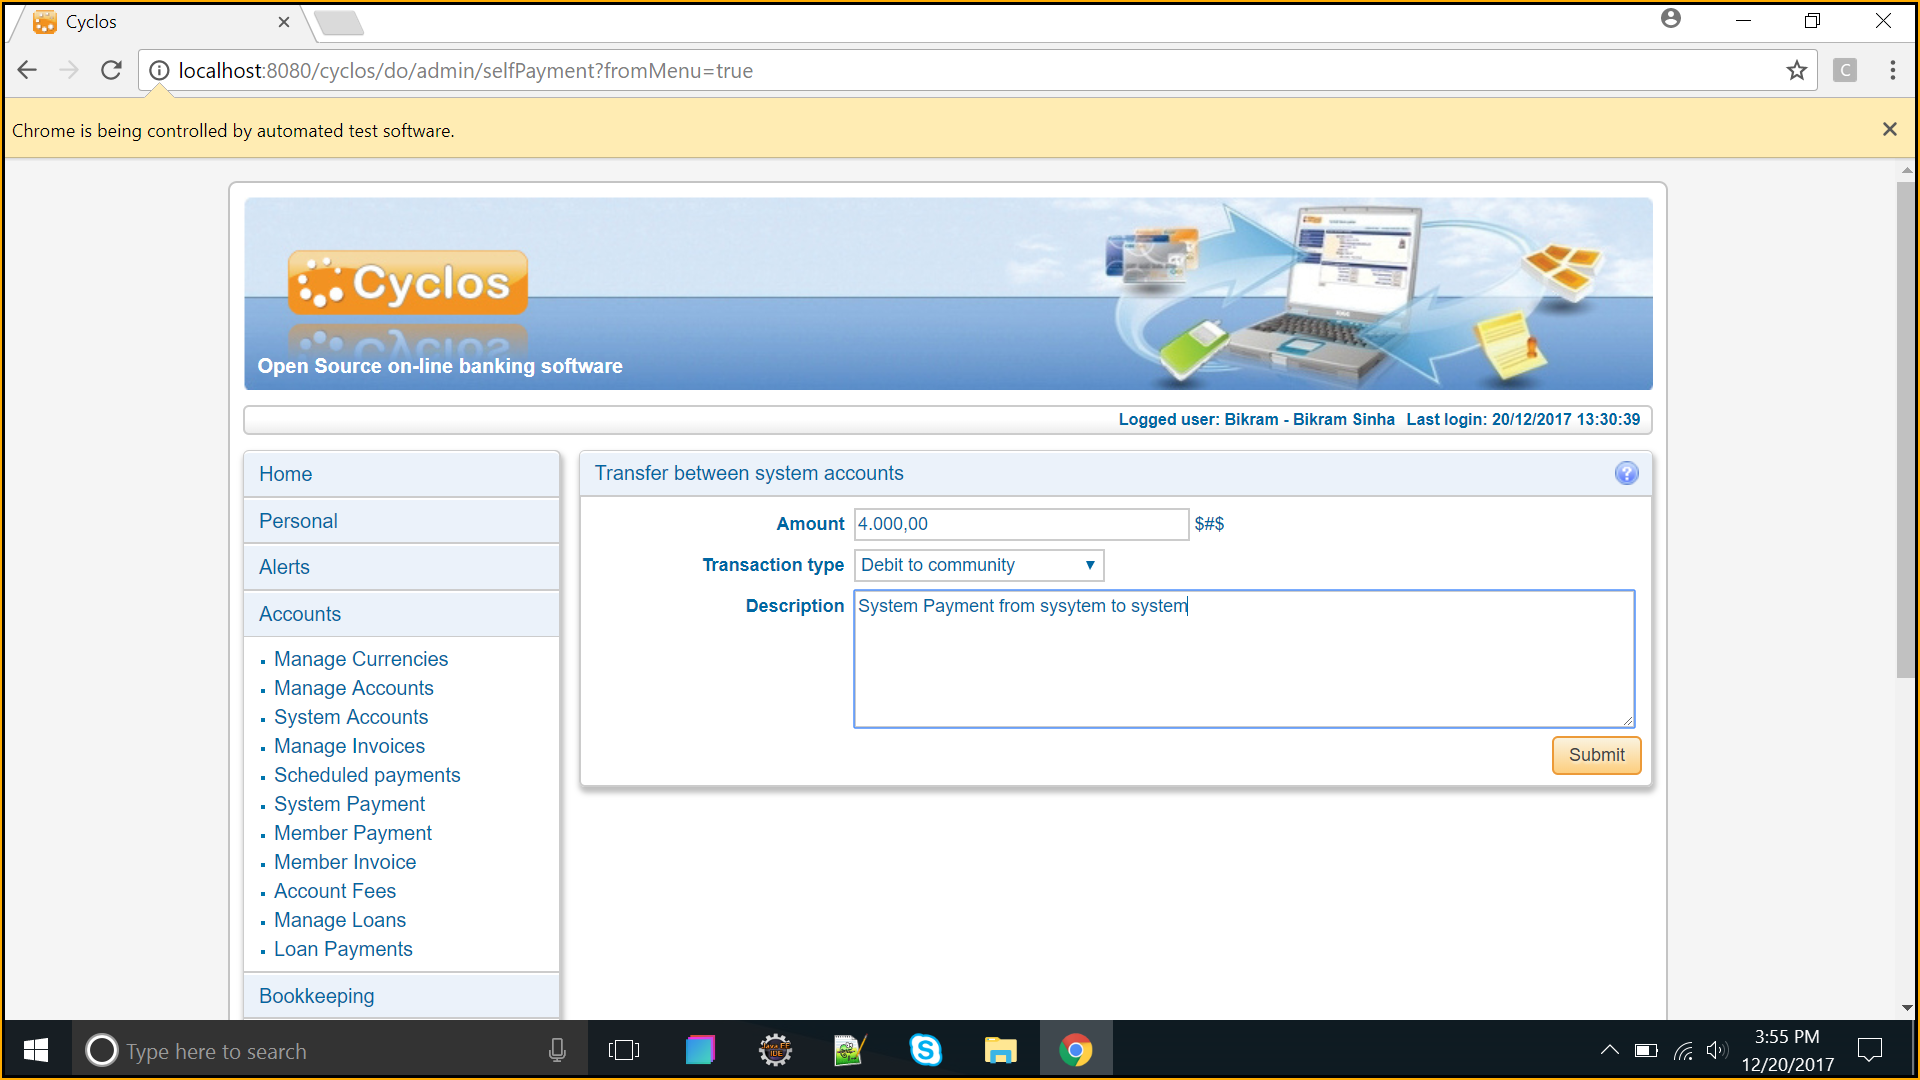 Cyclos
localhost:8080/cyclos/do/admin/selfPayment?fromMenu=true
C
Chrome is being controlled by automated test software.
Cyclos
Open Source on-line banking software
Logged user: Bikram - Bikram Sinha Last login: 20/12/2017 13:30:39
Home
Personal
Alerts
Accounts
Manage Currencies
Manage Accounts
System Accounts
Manage Invoices
Scheduled payments
System Payment
Member Payment
Member Invoice
Account Fees
Manage Loans
Loan Payments
Bookkeeping
Transfer between system accounts
?
Amount 4.000,00 $#$
Transaction type Debit to community
Description System Payment from sysytem to system
Submit
Type here to search
3:55 PM
12/20/2017